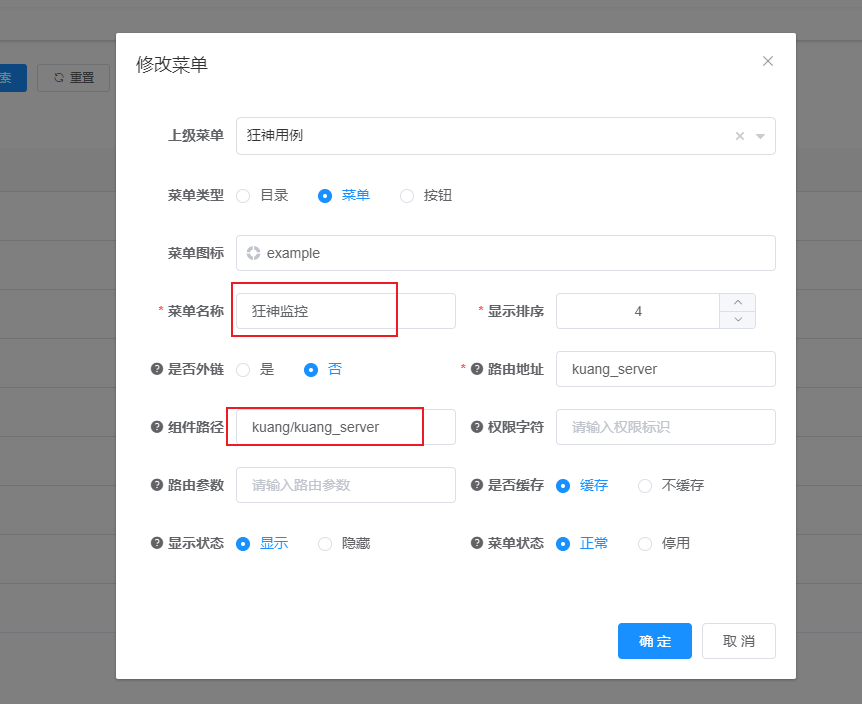 索 重置
修改菜单
上级菜单 狂神用例
菜单类型 目录 菜单 按钮
菜单图标 example
* 菜单名称 狂神监控 * 显示排序 4
是否外链 是 否 * 路由地址 kuang_server
组件路径 kuang/kuang_server 权限字符 请输入权限标识
路由参数 请输入路由参数 是否缓存 缓存 不缓存
显示状态 显示 隐藏 菜单状态 正常 停用
确 定 取 消